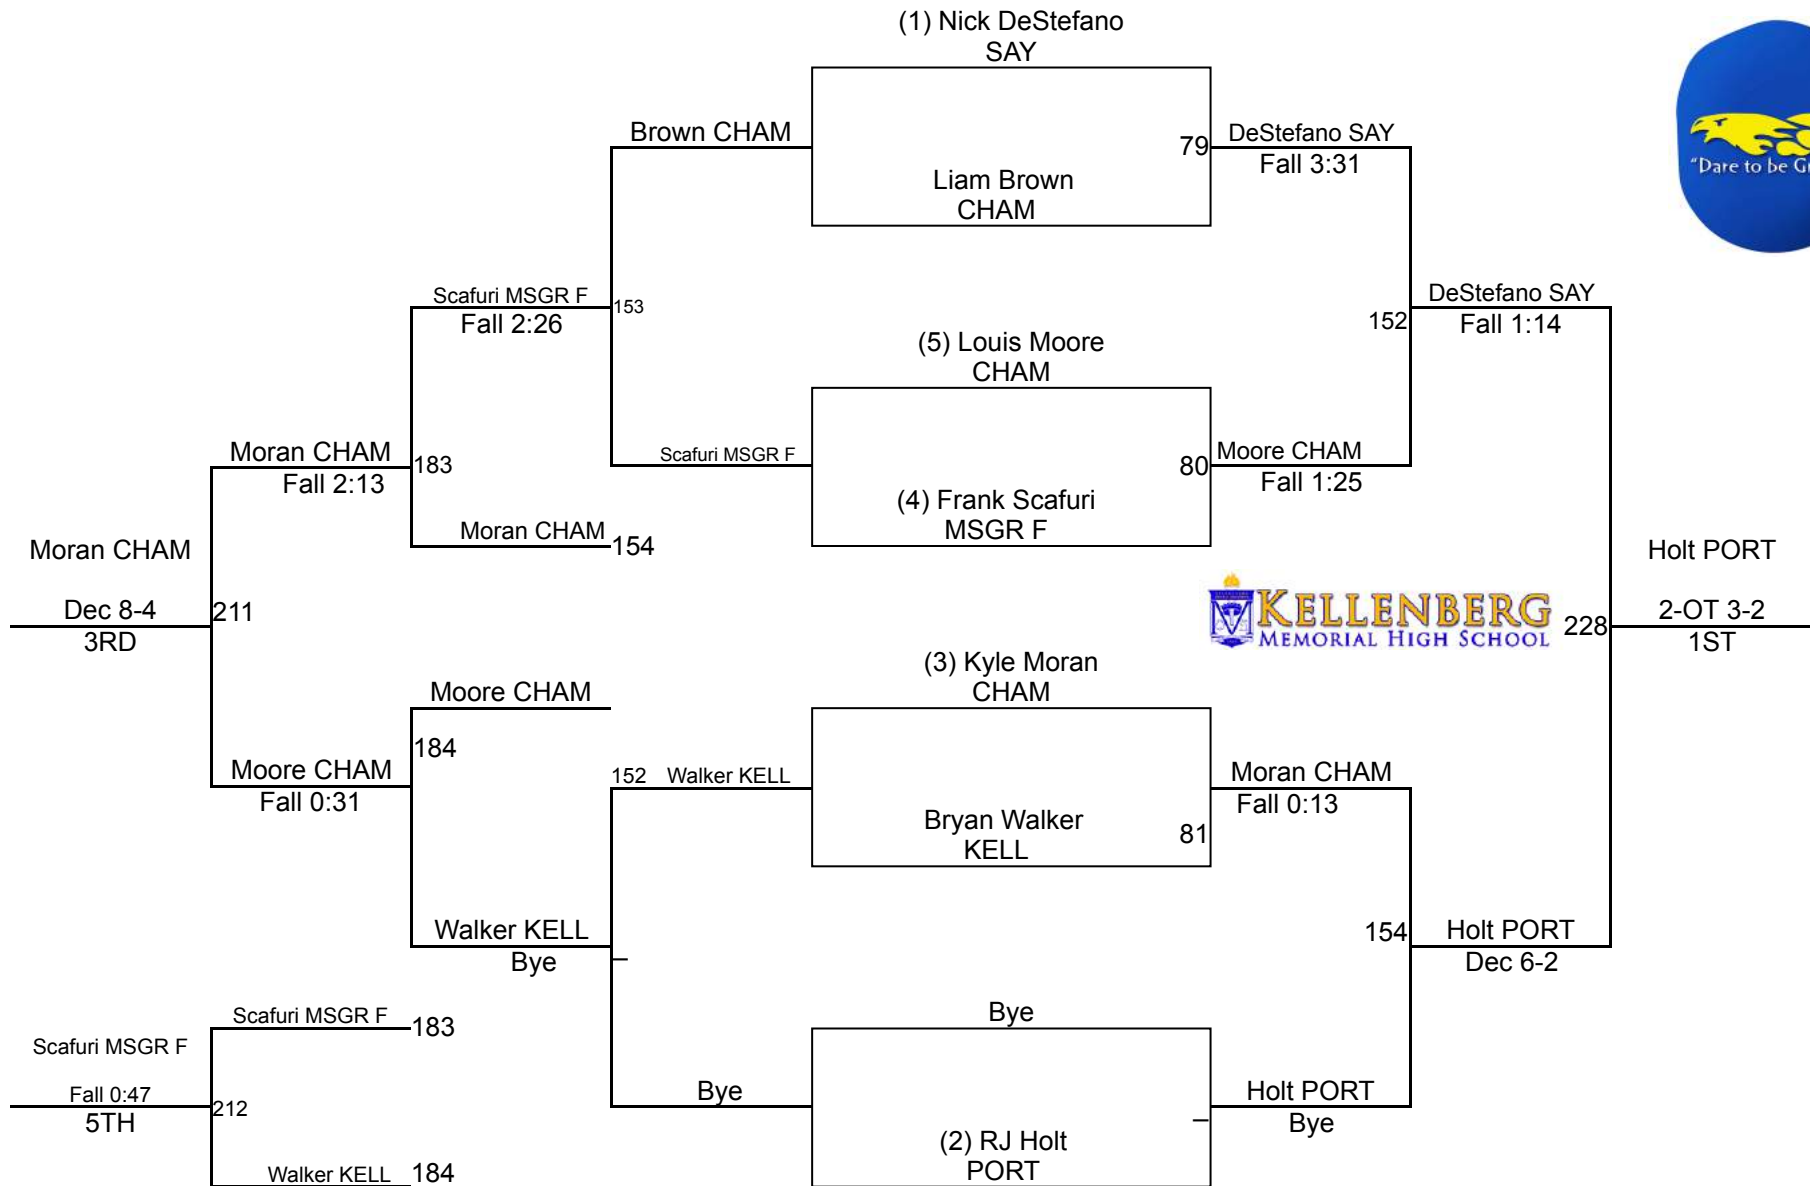 (1) Nick DeStefano
SAY
Brown CHAM
79
DeStefano SAY
Fall 3:31
Liam Brown
CHAM
"Dare to be
Scafuri MSGR F
Fall 2:26
153
DeStefano SAY
Fall 1:14
152
(5) Louis Moore
CHAM
Moran CHAM
Fall 2:13
183
Scafuri MSGR F
80
Moore CHAM
Fall 1:25
(4) Frank Scafuri
MSGR F
Moran CHAM
154
Moran CHAM
Dec 8-4
3RD
211
KELLENBERG
MEMORIAL HIGH SCHOOL
228
Holt PORT
2-OT 3-2
1ST
(3) Kyle Moran
CHAM
Moore CHAM
184
Moore CHAM
Fall 0:31
152
Walker KELL
Moran CHAM
Fall 0:13
Bryan Walker
KELL
81
Walker KELL
Bye
–
154
Holt PORT
Dec 6-2
Scafuri MSGR F
183
Bye
Scafuri MSGR F
Fall 0:47
5TH
212
Bye
Holt PORT
Bye
–
(2) RJ Holt
PORT
Walker KELL
184